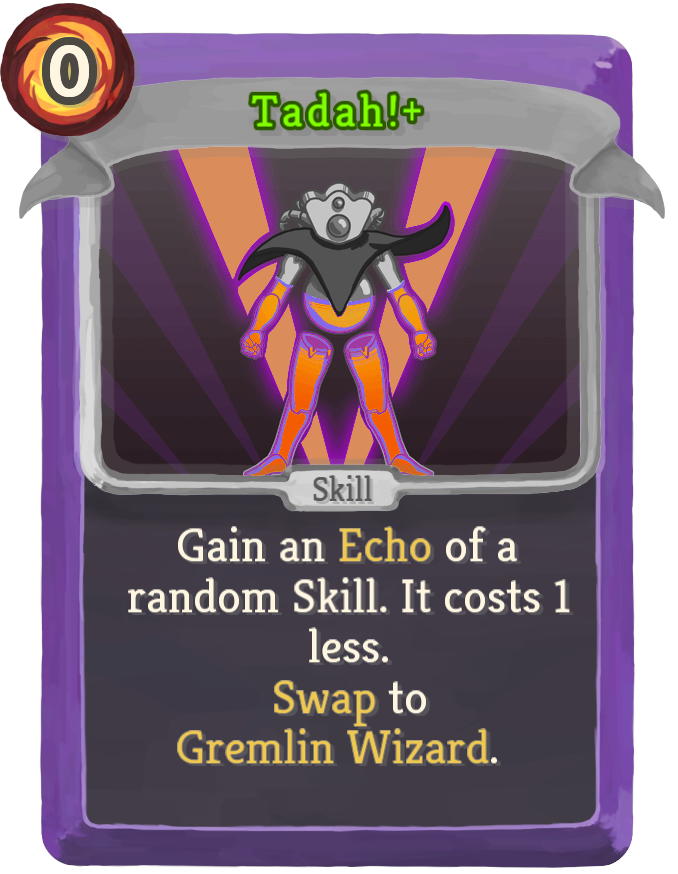 0
Tadah!+
Skill
Gain an Echo of a
random Skill. It costs 1
less.
Swap to
Gremlin Wizard.